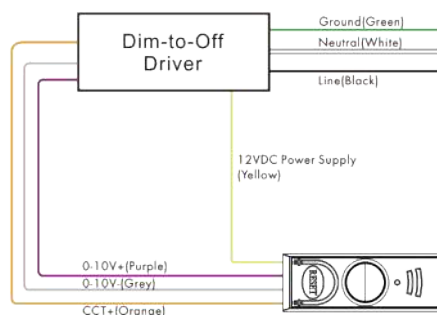 Ground(Green)
Neutral(White)
Line(Black)
Dim-to-Off
Driver
12VDC Power Supply
(Yellow)
0-10V+(Purple)
0-10V-(Grey)
CCT+(Orange)
RESET